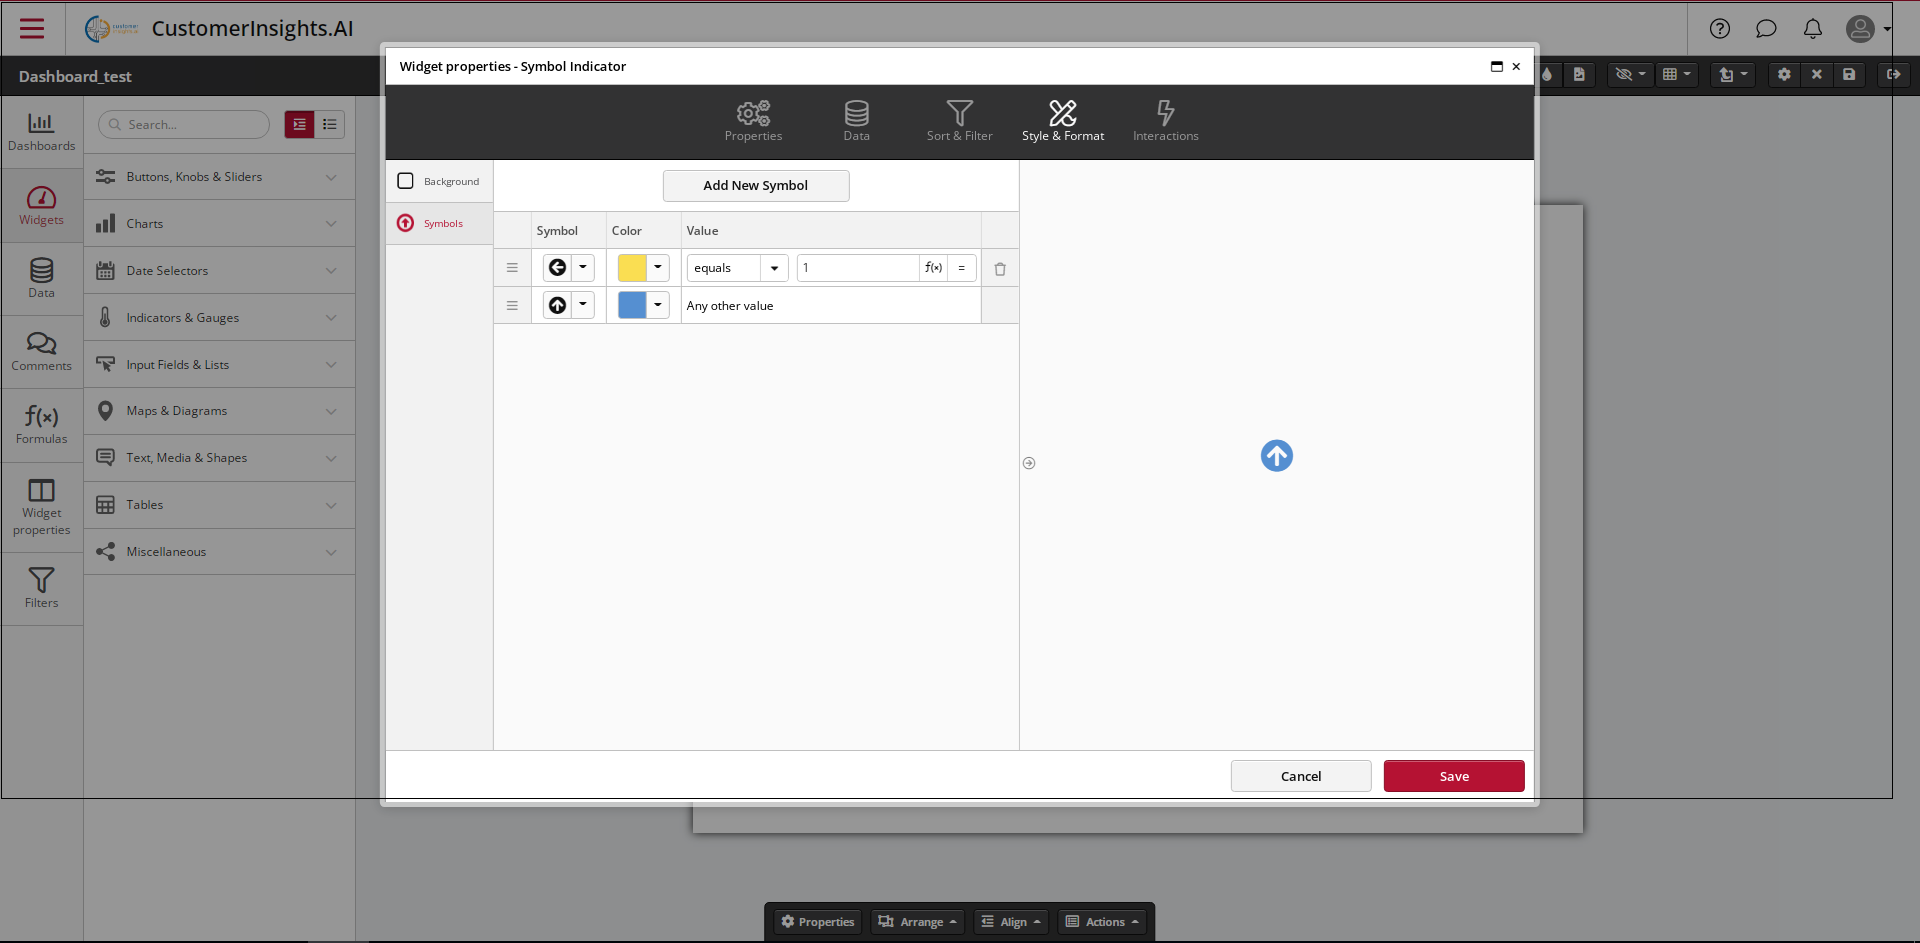 CustomerInsights.AI
Dashboard_test
Widget properties - Symbol Indicator
Properties
Data
Sort & Filter
Style & Format
Interactions
Dashboards
Widgets
Data
Comments
Formulas
Widget
properties
Filters
Search...
Buttons, Knobs & Sliders
Charts
Date Selectors
Indicators & Gauges
Input Fields & Lists
Maps & Diagrams
Text, Media & Shapes
Tables
Miscellaneous
Background
Symbols
Add New Symbol
Symbol Color Value
equals 1 f(x) =
Any other value
Cancel Save
Properties Arrange Align Actions